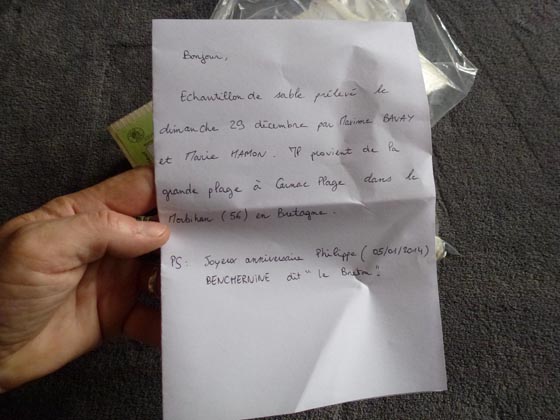 Bonjour,
Echantillon de sable prélevé le
dimanche 29 décembre par Maxime BAVAY
et Marie HAMON. Il provient de la
grande plage à Carnac Plage dans le
Morbihan (56) en Bretagne.
PS: Joyeux anniversaire Philippe (05/01/2014)
BENCHERNINE dit "le Breton".